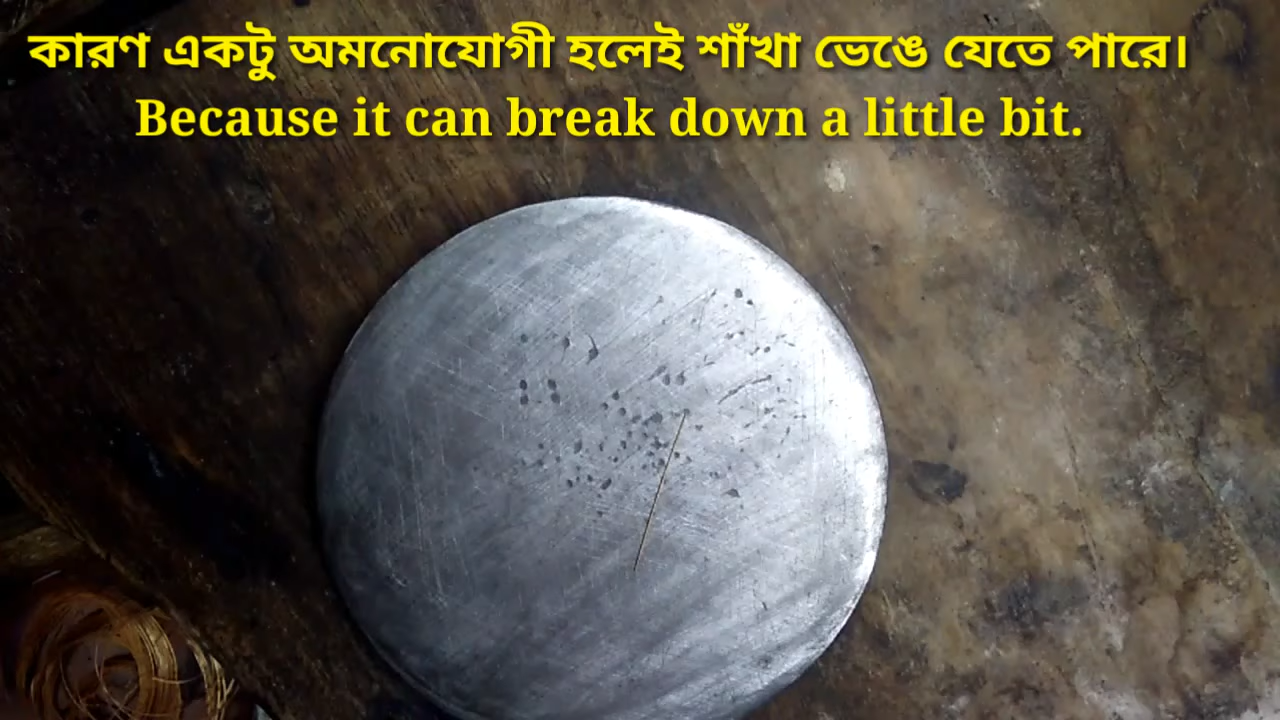 কারণ একটু অমনোযোগী হলেই শাঁখা ভেঙে যেতে পারে।
Because it can break down a little bit.